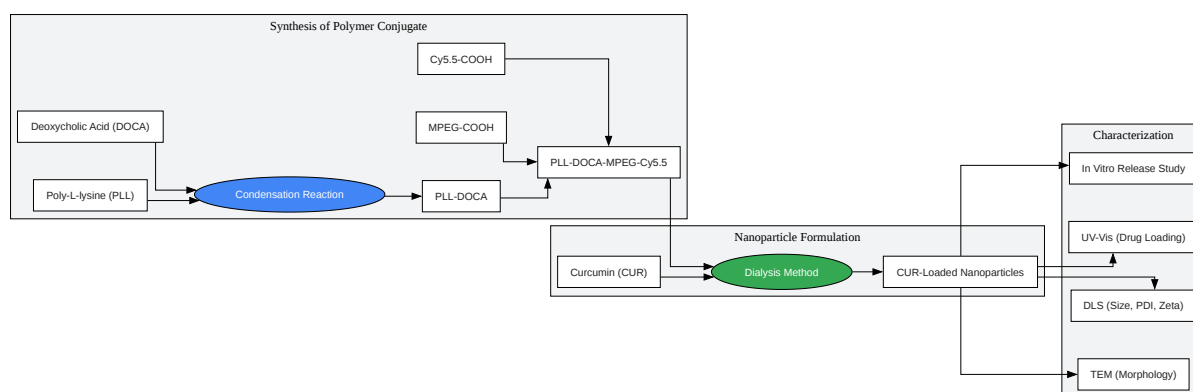 Synthesis of Polymer Conjugate
Cy5.5-COOH
Deoxycholic Acid (DOCA)
MPEG-COOH
PLL-DOCA-MPEG-Cy5.5
Poly-L-lysine (PLL)
Condensation Reaction
PLL-DOCA
Nanoparticle Formulation
Curcumin (CUR)
Dialysis Method
CUR-Loaded Nanoparticles
Characterization
In Vitro Release Study
UV-Vis (Drug Loading)
DLS (Size, PDI, Zeta)
TEM (Morphology)